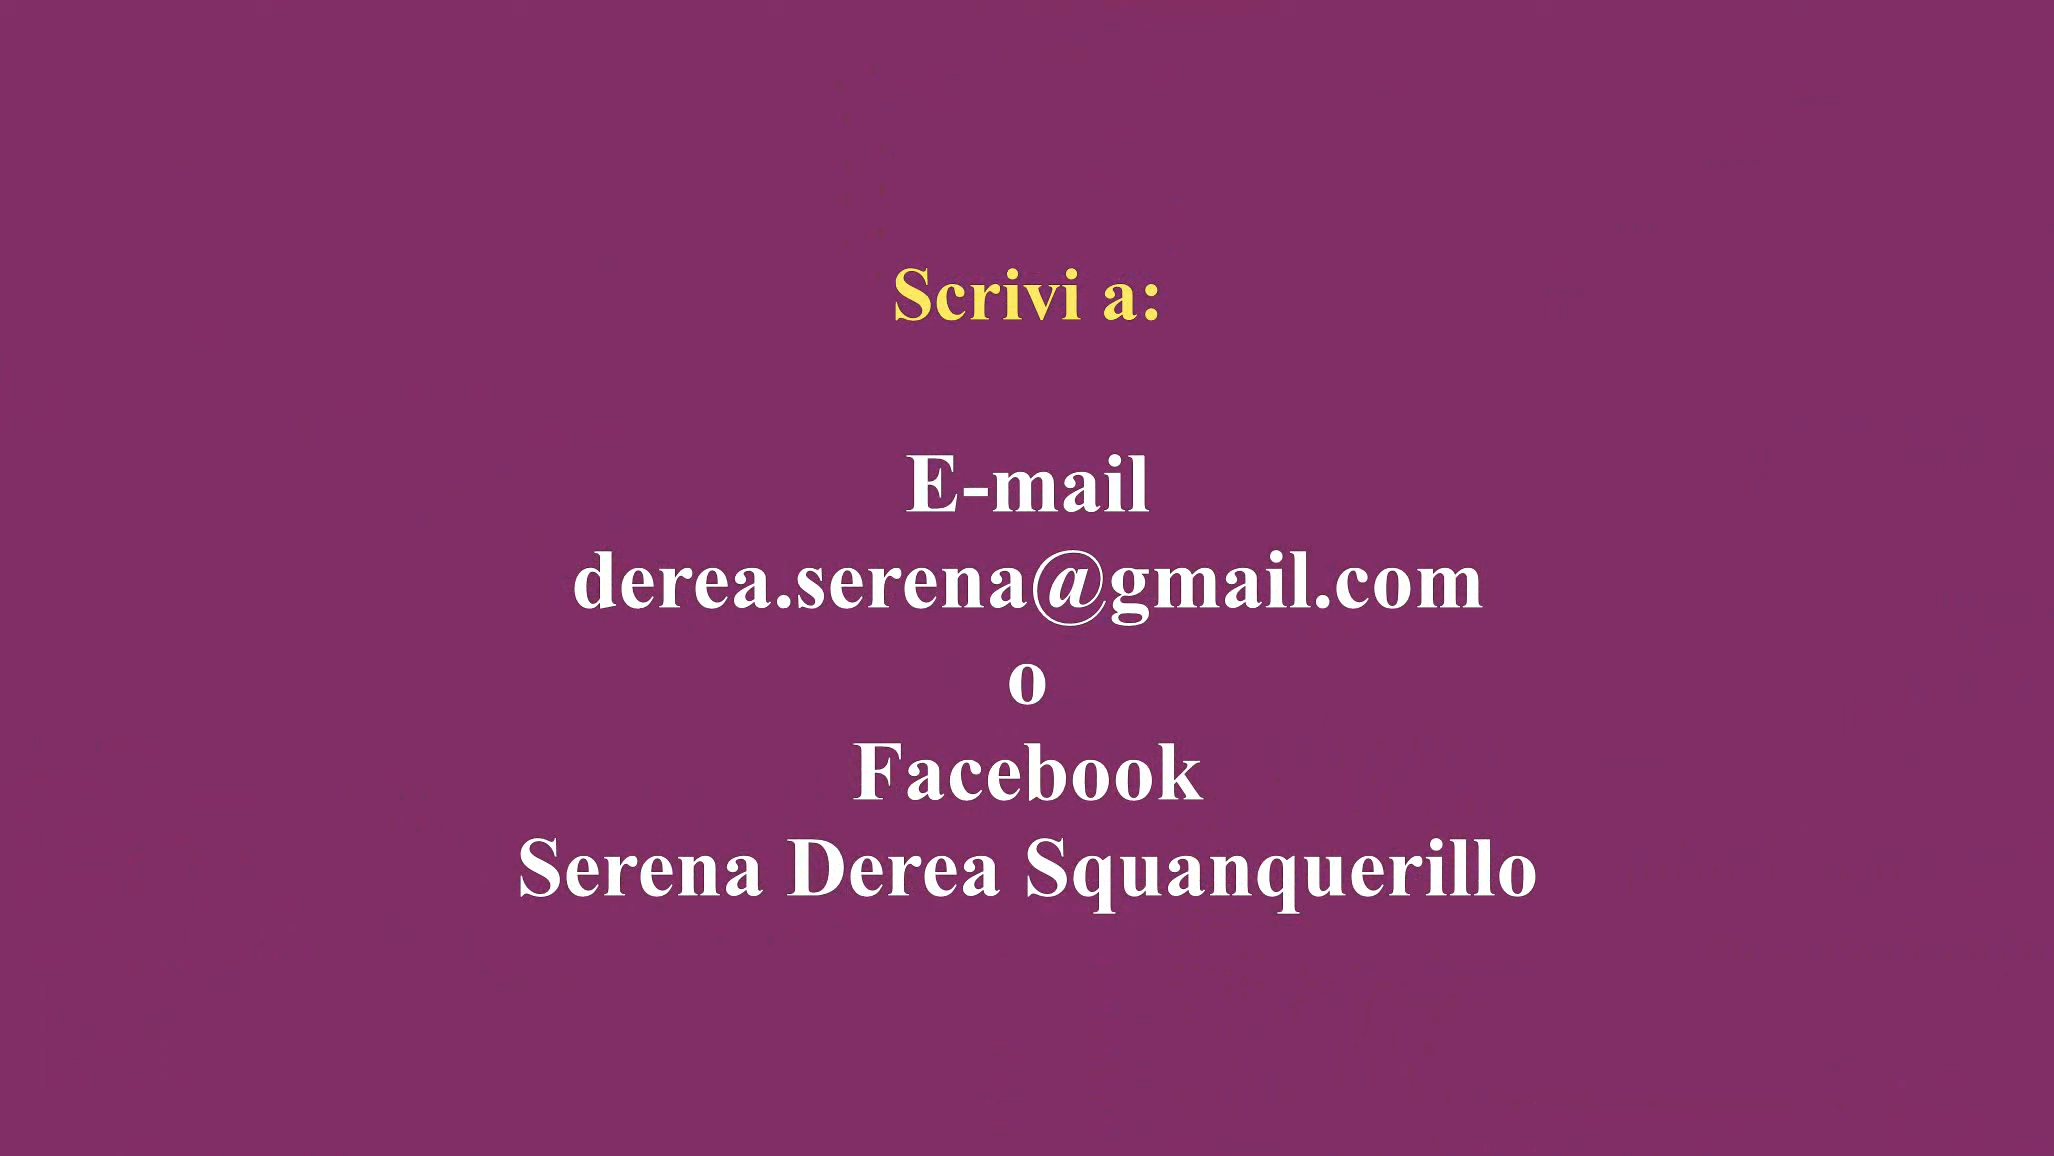 Scrivi a:
E-mail
derea.serena@gmail.com
o
Facebook
Serena Derea Squanquerillo